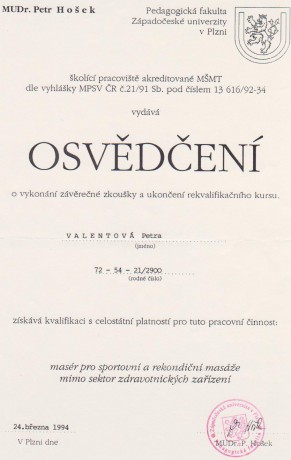 MUDr. Petr Hošek
Pedagogická fakulta
Západočeské univerzity
v Plzni
školící pracoviště akreditované MŠMT
dle vyhlášky MPSV ČR č.21/91 Sb. pod číslem 13 616/92-34
vydává
OSVĚDČENÍ
o vykonání závěrečné zkoušky a ukončení rekvalifikačního kursu.
VALENTOVÁ Petra
(jméno)
72 - 54 - 21/2900
(rodné číslo)
získává kvalifikaci s celostátní platností pro tuto pracovní činnost:
masér pro sportovní a rekondiční masáže
mimo sektor zdravotnických zařízení
24.března 1994
V Plzni dne
MUDr. P. Hošek